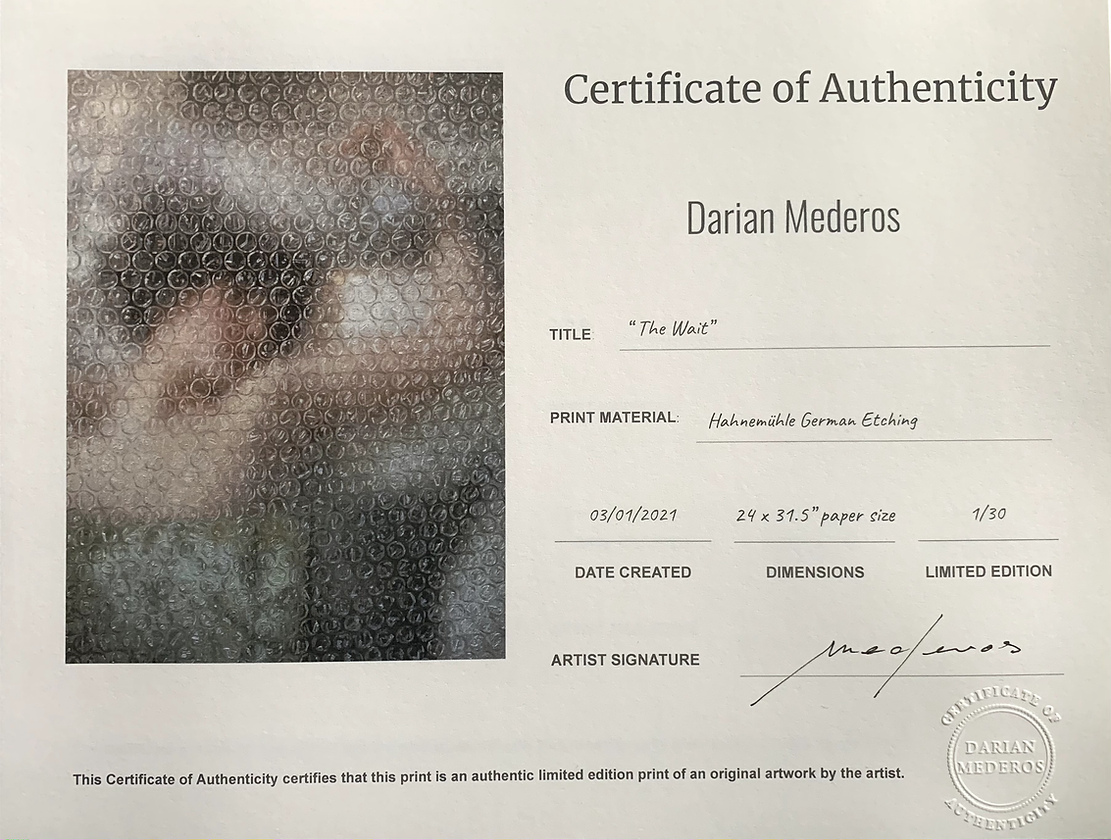 Certificate of Authenticity
Darian Mederos
TITLE: “The Wait”
PRINT MATERIAL: Hahnemühle German Etching
03/01/2021 24 x 31.5” paper size 1/30
DATE CREATED DIMENSIONS LIMITED EDITION
ARTIST SIGNATURE Mederos
CERTIFICATE OF
DARIAN
MEDEROS
AUTHENTICITY
This Certificate of Authenticity certifies that this print is an authentic limited edition print of an original artwork by the artist.